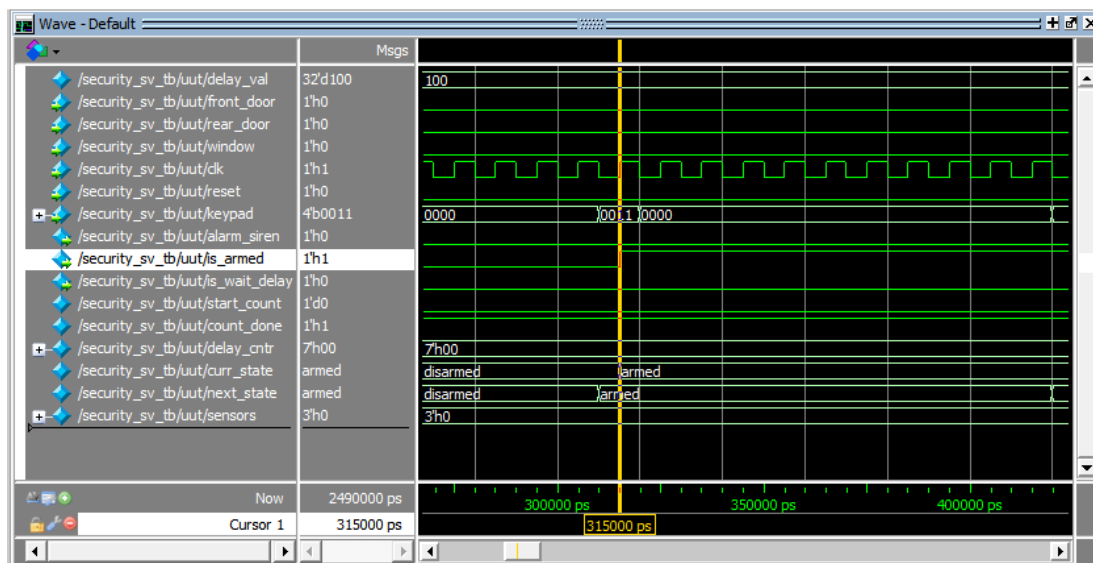 Wave - Default
Msgs
/security_sv_tb/uut/delay_val 32'd100 100
/security_sv_tb/uut/front_door 1'h0
/security_sv_tb/uut/rear_door 1'h0
/security_sv_tb/uut/window 1'h0
/security_sv_tb/uut/clk 1'h1
/security_sv_tb/uut/reset 1'h0
/security_sv_tb/uut/keypad 4'b0011 0000 0011 0000
/security_sv_tb/uut/alarm_siren 1'h0
/security_sv_tb/uut/is_armed 1'h1
/security_sv_tb/uut/is_wait_delay 1'h0
/security_sv_tb/uut/start_count 1'd0
/security_sv_tb/uut/count_done 1'h1
/security_sv_tb/uut/delay_cntr 7'h00 7'h00
/security_sv_tb/uut/curr_state armed disarmed armed
/security_sv_tb/uut/next_state armed disarmed armed
/security_sv_tb/uut/sensors 3'h0 3'h0
Now 2490000 ps 300000 ps 350000 ps 400000 ps
Cursor 1 315000 ps 315000 ps